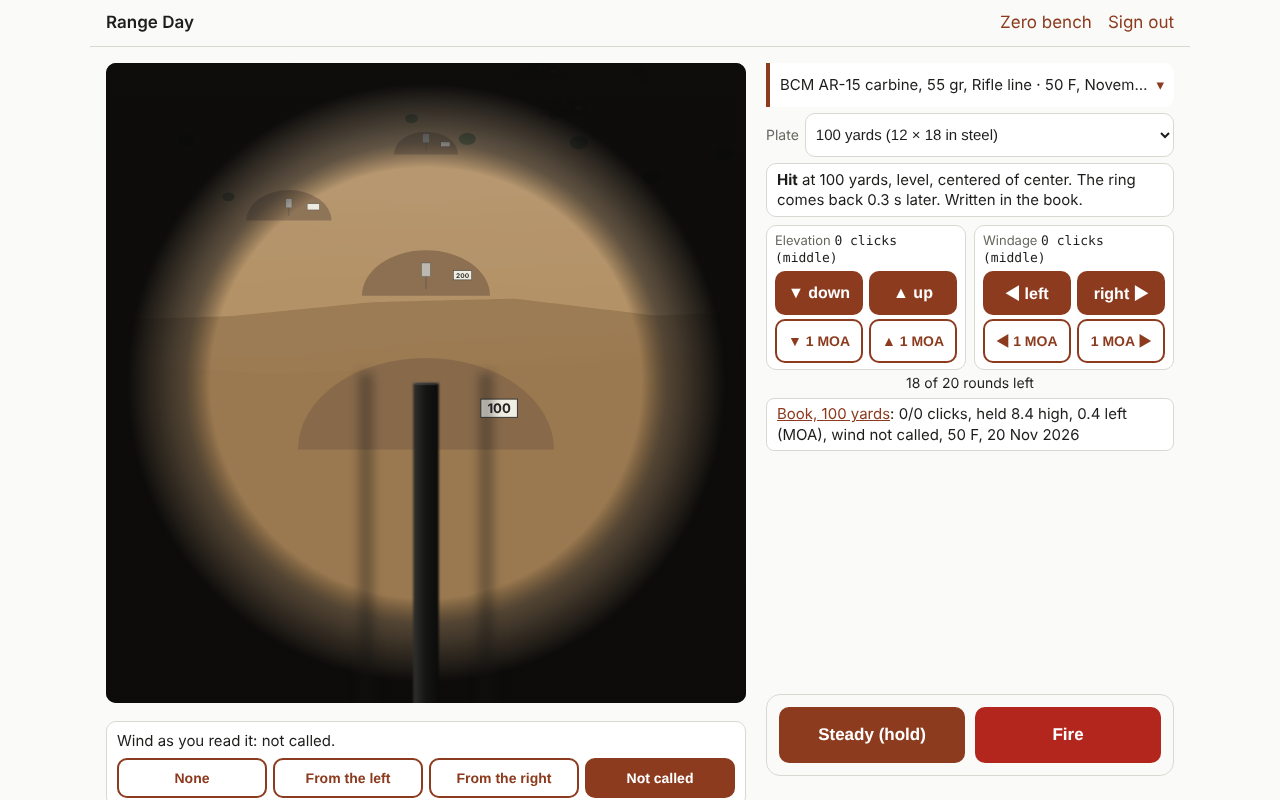 Range Day
Zero bench Sign out
200
100
BCM AR-15 carbine, 55 gr, Rifle line · 50 F, Novem... ▾
Plate 100 yards (12 × 18 in steel)
Hit at 100 yards, level, centered of center. The ring
comes back 0.3 s later. Written in the book.
Elevation 0 clicks
(middle)
▼ down ▲ up
▼ 1 MOA ▲ 1 MOA
Windage 0 clicks
(middle)
◀ left right ▶
◀ 1 MOA 1 MOA ▶
18 of 20 rounds left
Book, 100 yards: 0/0 clicks, held 8.4 high, 0.4 left
(MOA), wind not called, 50 F, 20 Nov 2026
Steady (hold) Fire
Wind as you read it: not called.
None From the left From the right Not called